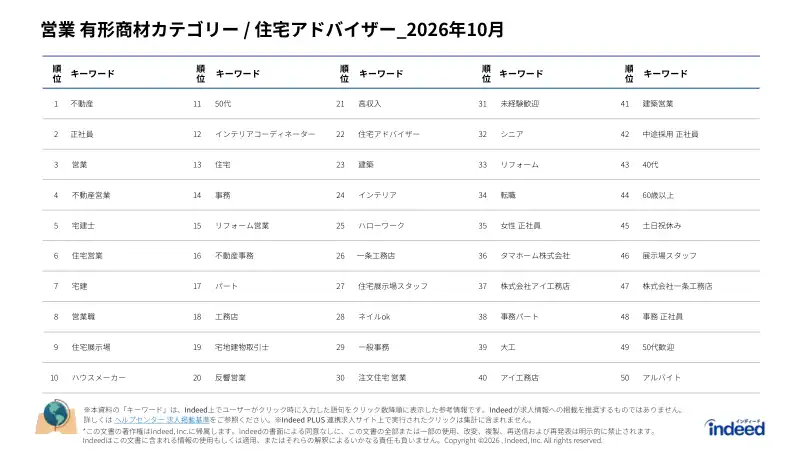 営業 有形商材カテゴリー / 住宅アドバイザー_2026年10月
順位 キーワード 順位 キーワード 順位 キーワード 順位 キーワード 順位 キーワード
1 不動産 11 50代 21 高収入 31 未経験歓迎 41 建築営業
2 正社員 12 インテリアコーディネーター 22 住宅アドバイザー 32 シニア 42 中途採用 正社員
3 営業 13 住宅 23 建築 33 リフォーム 43 40代
4 不動産営業 14 事務 24 インテリア 34 転職 44 60歳以上
5 宅建士 15 リフォーム営業 25 ハローワーク 35 女性 正社員 45 土日祝休み
6 住宅営業 16 不動産事務 26 一条工務店 36 タマホーム株式会社 46 展示場スタッフ
7 宅建 17 パート 27 住宅展示場スタッフ 37 株式会社アイ工務店 47 株式会社一条工務店
8 営業職 18 工務店 28 ネイルok 38 事務パート 48 事務 正社員
9 住宅展示場 19 宅地建物取引士 29 一般事務 39 大工 49 50代歓迎
10 ハウスメーカー 20 反響営業 30 注文住宅 営業 40 アイ工務店 50 アルバイト
※本資料の「キーワード」は、Indeed上でユーザーがクリック時に入力した語句をクリック数降順に表示した参考情報です。Indeedが求人情報への掲載を推奨するものではありません。
詳しくは ヘルプセンター 求人掲載基準をご参照ください。※Indeed PLUS 連携求人サイト上で実行されたクリックは集計に含まれません。
*この文書の著作権はIndeed, Inc.に帰属します。Indeedの書面による同意なしに、この文書の全部または一部の使用、改変、複製、再送信および再発表は明示的に禁止されます。
Indeedはこの文書に含まれる情報の使用もしくは適用、またはそれらの解釈によるいかなる責任も負いません。Copyright ©2026 , Indeed, Inc. All rights reserved.
インディード
indeed